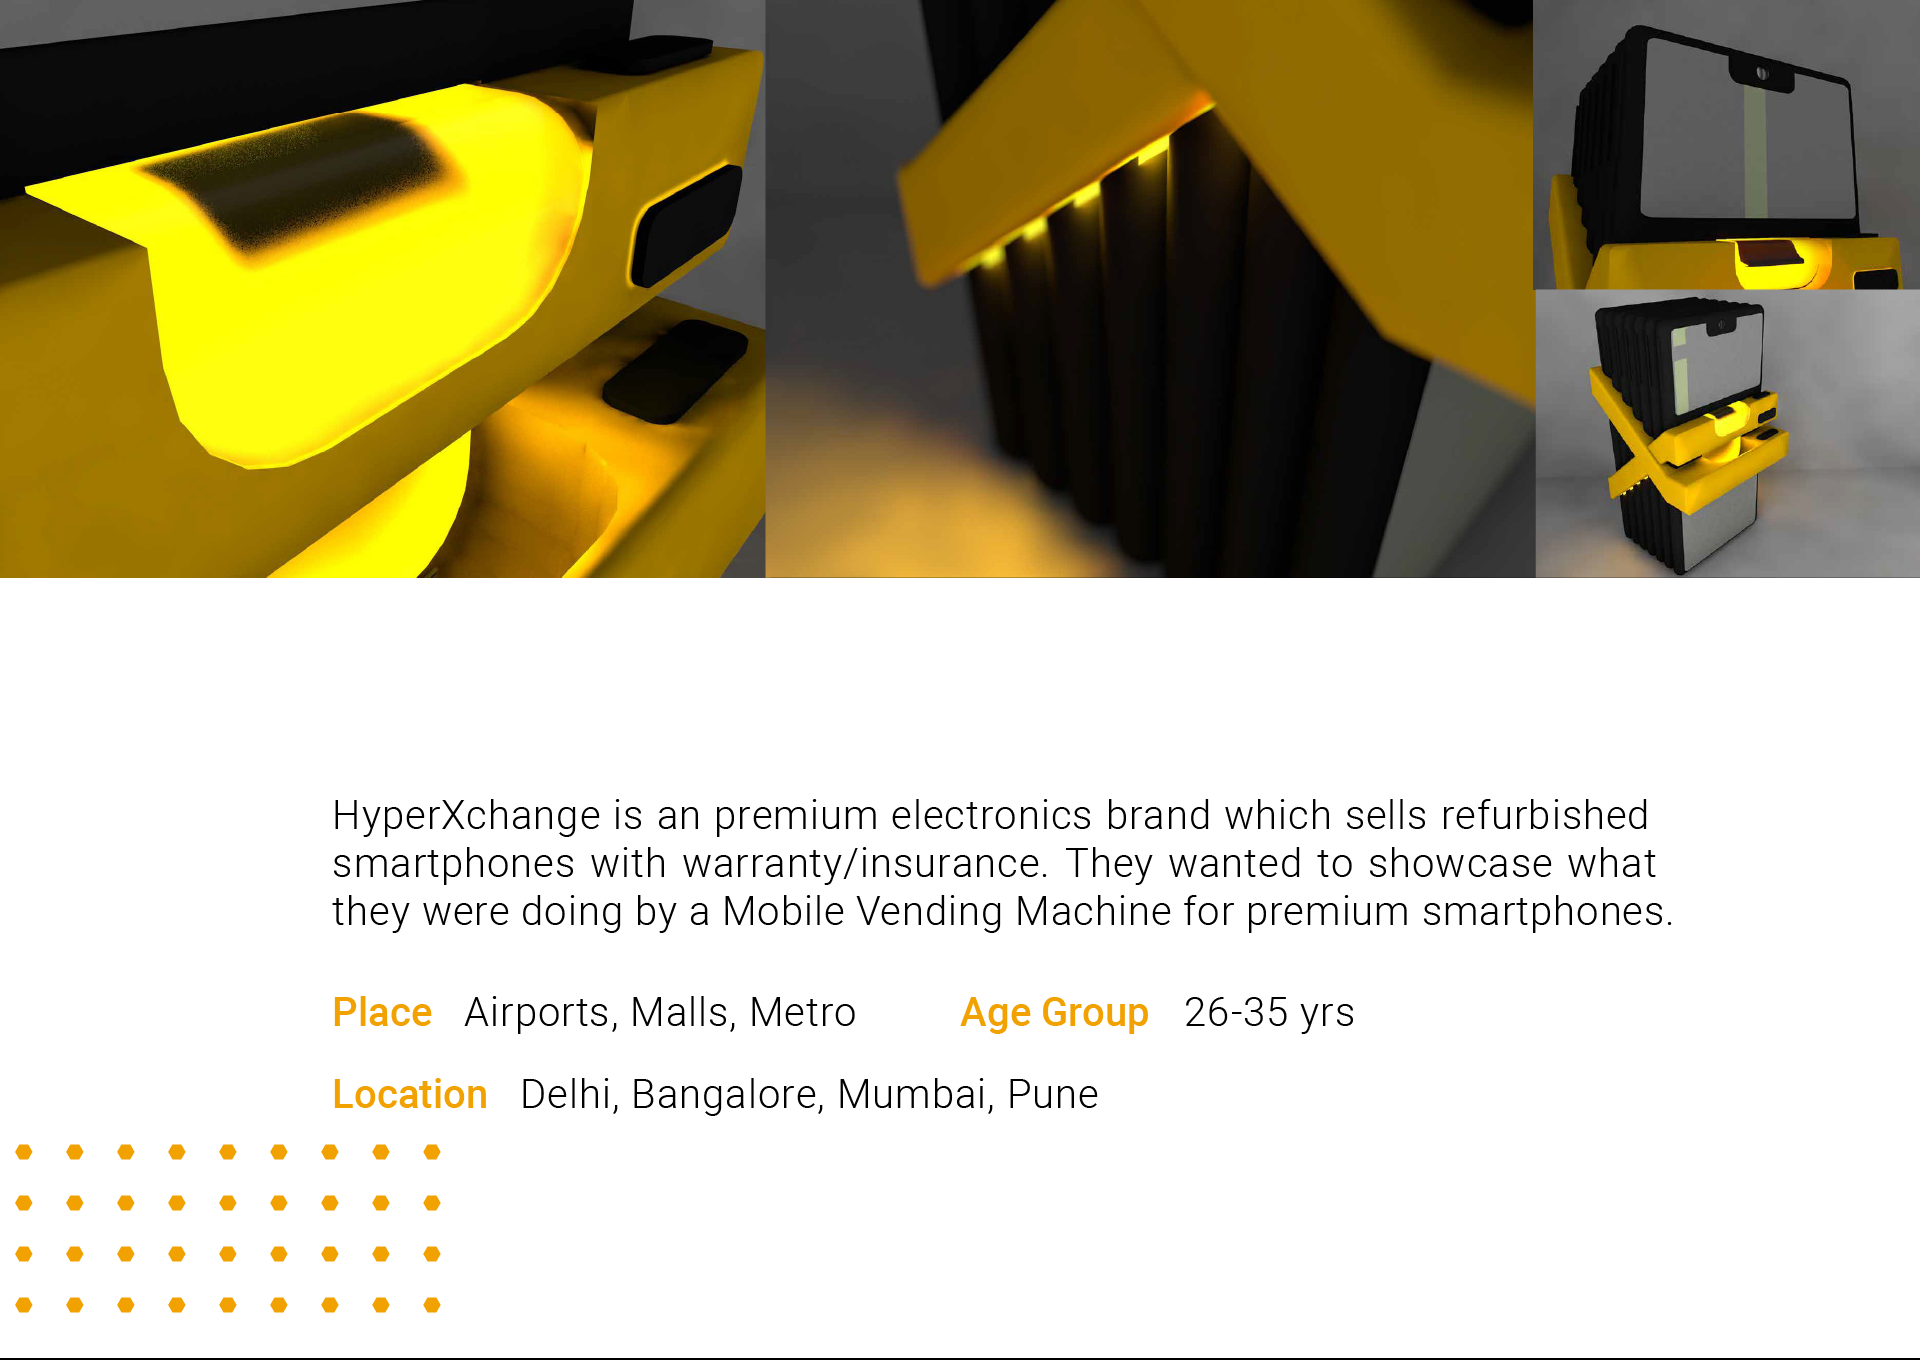 HyperXchange is an premium electronics brand which sells refurbished
smartphones with warranty/insurance. They wanted to showcase what
they were doing by a Mobile Vending Machine for premium smartphones.
Place Airports, Malls, Metro Age Group 26-35 yrs
Location Delhi, Bangalore, Mumbai, Pune